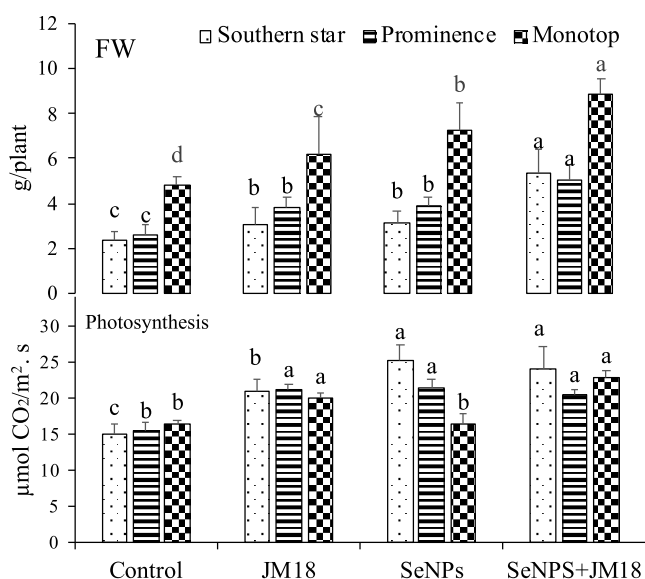 FW
Southern star Prominence Monotop
12
10
8
6
4
2
0
g/plant
c c d
b b c
b b b
a a a
Photosynthesis
30
25
20
15
10
5
0
µmol CO₂/m². s
c b b
b a a
a a b
a a a
Control JM18 SeNPs SeNPS+JM18